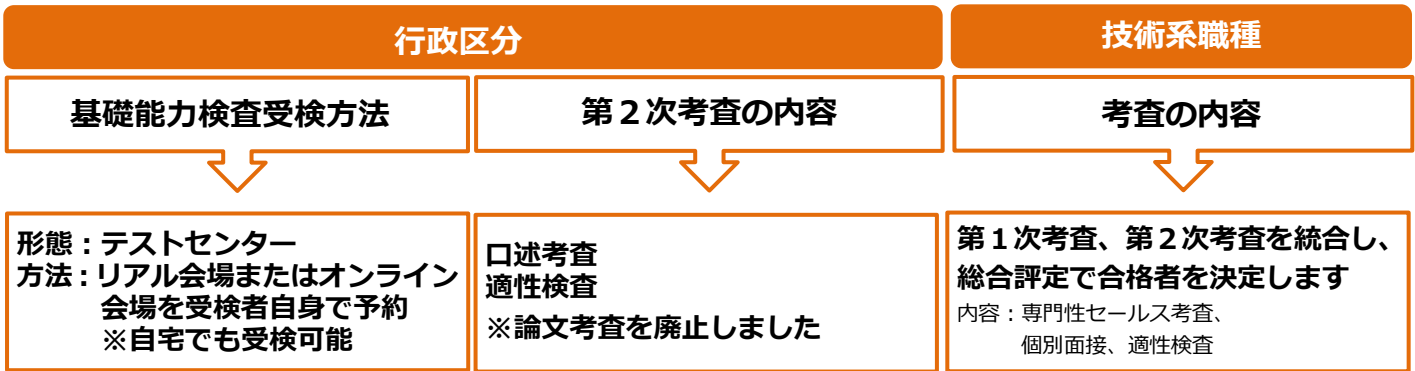 行政区分
技術系職種
基礎能力検査受検方法
第２次考査の内容
考査の内容
形態：テストセンター
方法：リアル会場またはオンライン
会場を受検者自身で予約
※自宅でも受検可能
口述考査
適性検査
※論文考査を廃止しました
第１次考査、第２次考査を統合し、
総合評定で合格者を決定します
内容：専門性セールス考査、
個別面接、適性検査